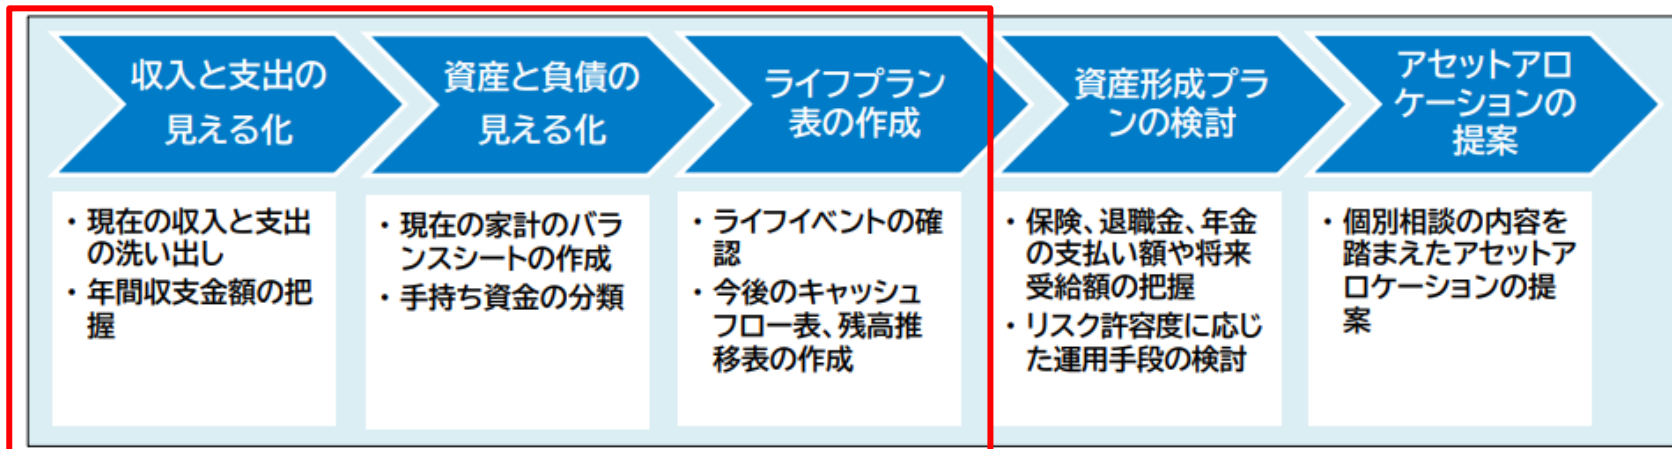 収入と支出の
見える化
資産と負債の
見える化
ライフプラン
表の作成
資産形成プラ
ンの検討
アセットアロ
ケーションの
提案
・現在の収入と支出
の洗い出し
・年間収支金額の把
握
・現在の家計のバラ
ンスシートの作成
・手持ち資金の分類
・ライフイベントの確
認
・今後のキャッシュ
フロー表、残高推
移表の作成
・保険、退職金、年金
の支払い額や将来
受給額の把握
・リスク許容度に応じ
た運用手段の検討
・個別相談の内容を
踏まえたアセットア
ロケーションの提
案